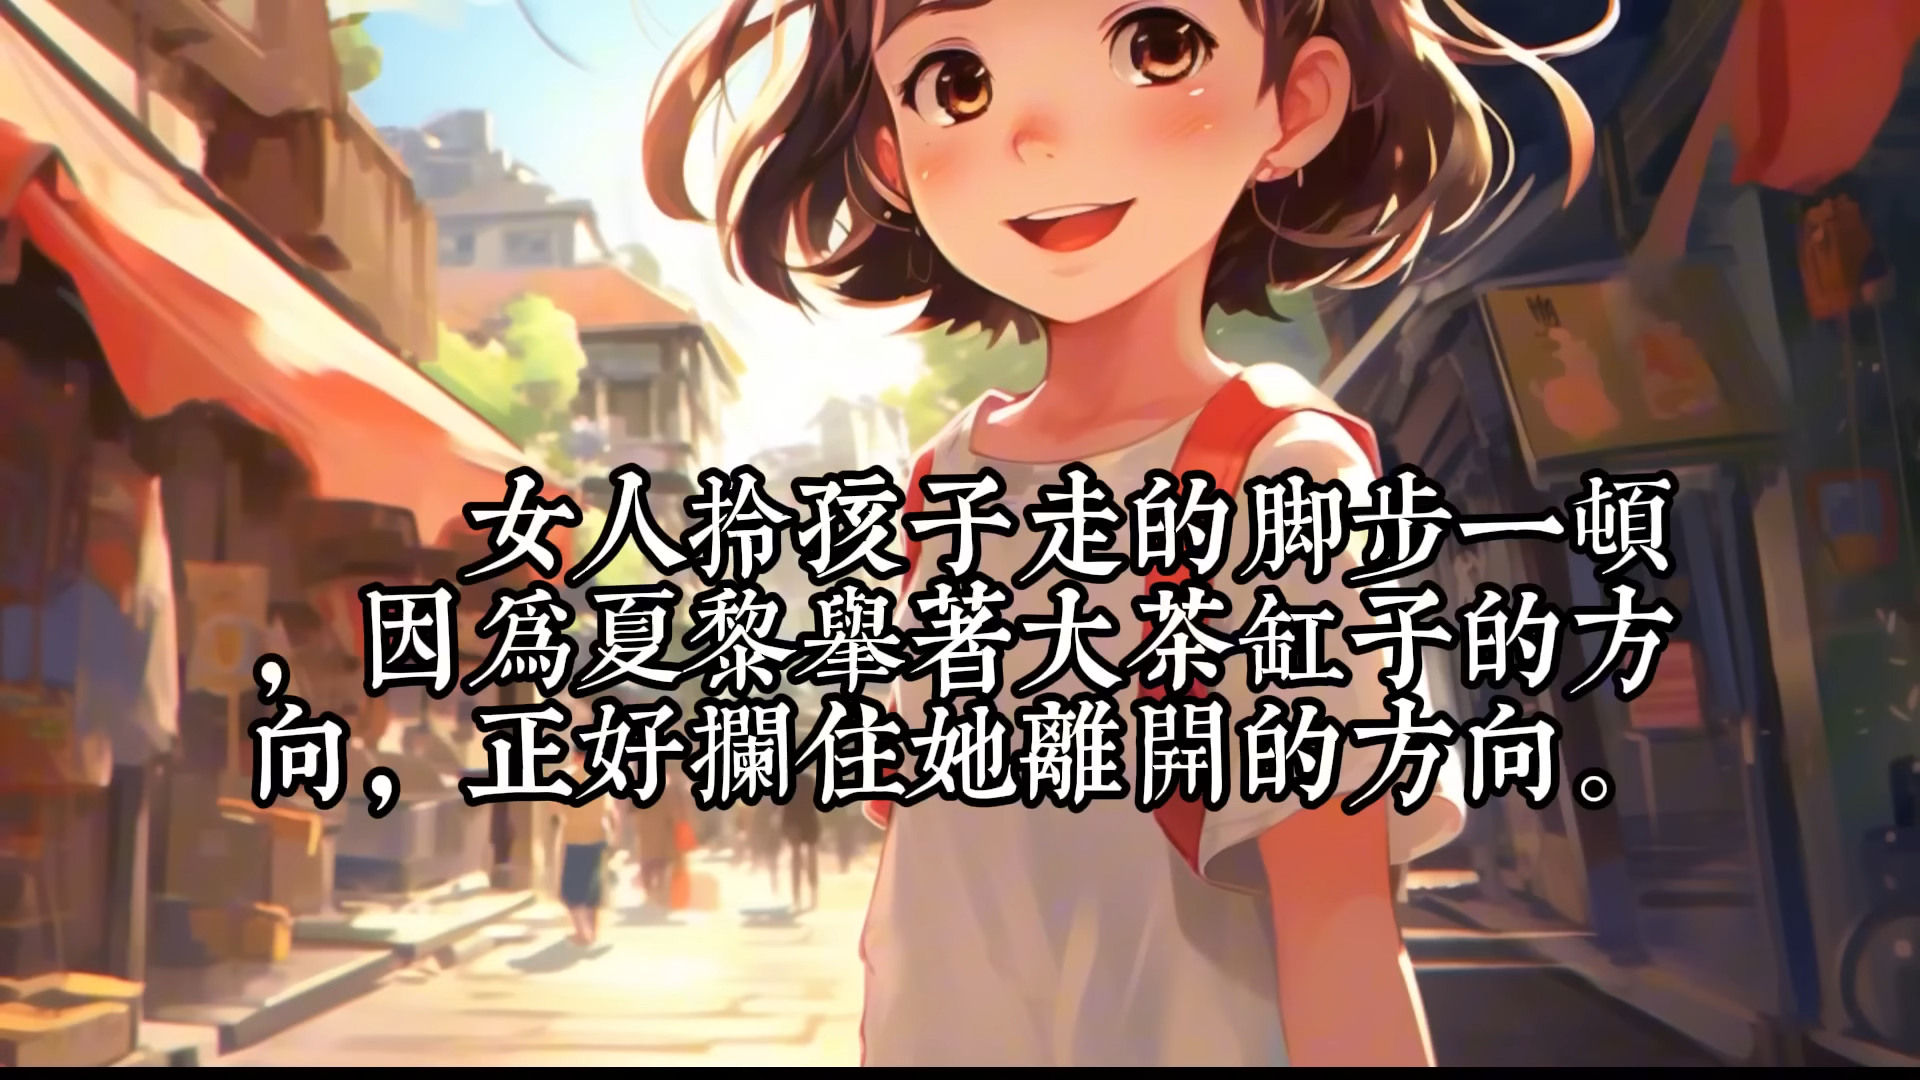 女人拎孩子走的脚步一頓
，因爲夏黎舉著大茶缸子的方
向，正好攔住她離開的方向。